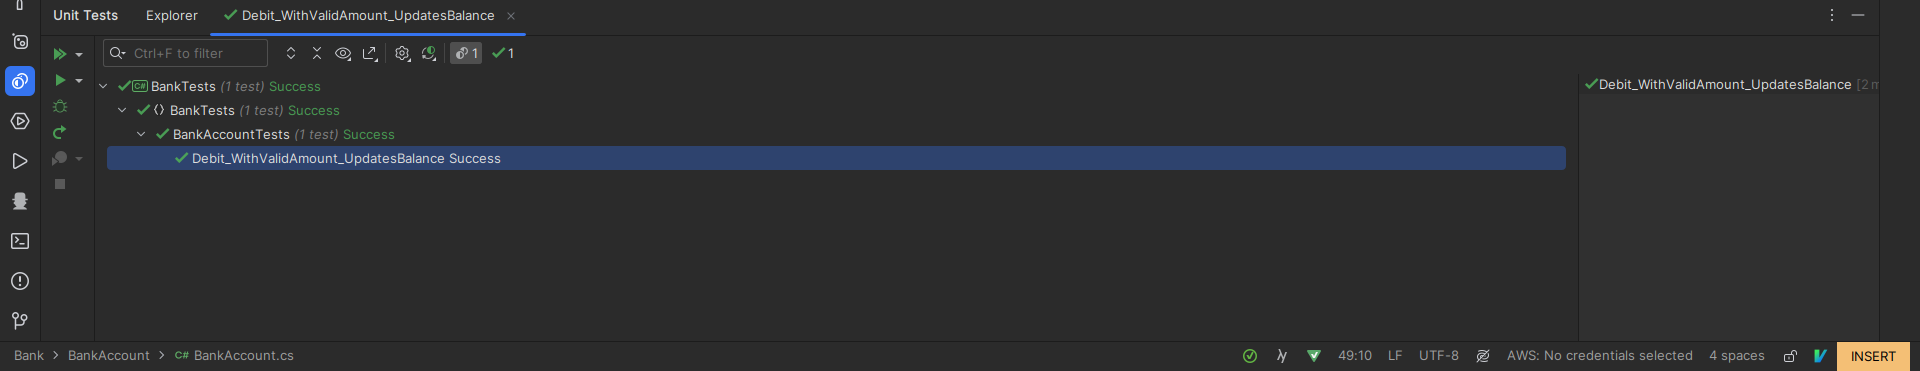 Unit Tests Explorer Debit_WithValidAmount_UpdatesBalance
Ctrl+F to filter 1 1
C# BankTests (1 test) Success
BankTests (1 test) Success
BankAccountTests (1 test) Success
Debit_WithValidAmount_UpdatesBalance Success
Debit_WithValidAmount_UpdatesBalance [2 m
Bank BankAccount C# BankAccount.cs 49:10 LF UTF-8 AWS: No credentials selected 4 spaces INSERT